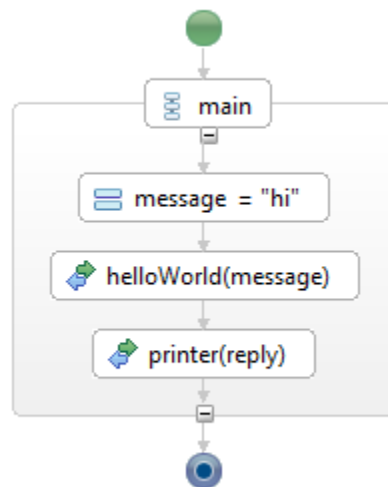 main
message = "hi"
helloWorld(message)
printer(reply)